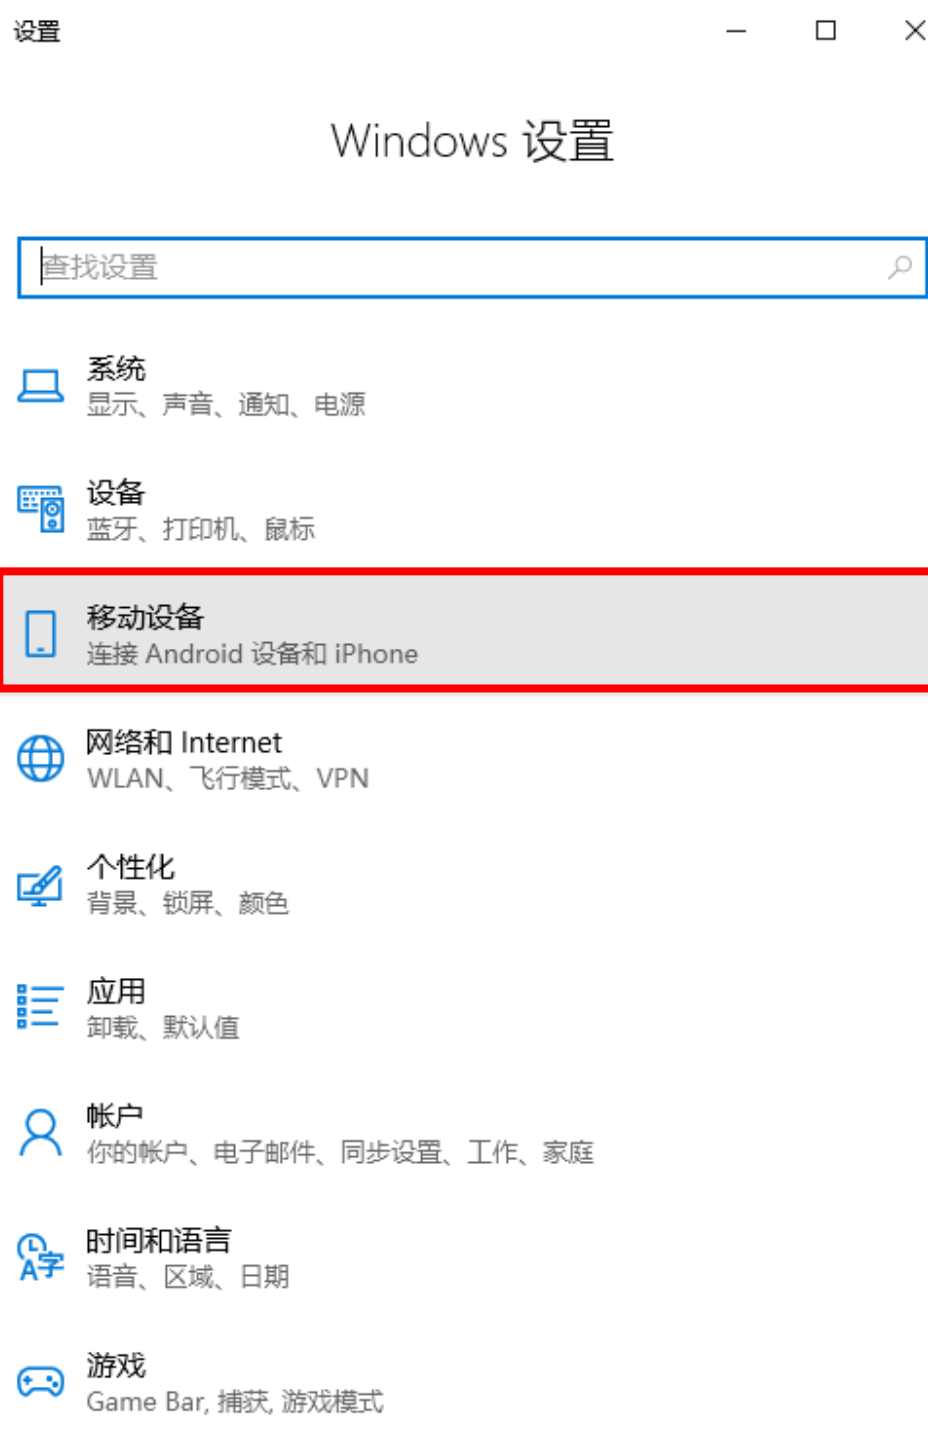 设置
Windows 设置
查找设置
系统
显示、声音、通知、电源
设备
蓝牙、打印机、鼠标
移动设备
连接 Android 设备和 iPhone
网络和 Internet
WLAN、飞行模式、VPN
个性化
背景、锁屏、颜色
应用
卸载、默认值
帐户
你的帐户、电子邮件、同步设置、工作、家庭
时间和语言
语音、区域、日期
游戏
Game Bar, 捕获, 游戏模式